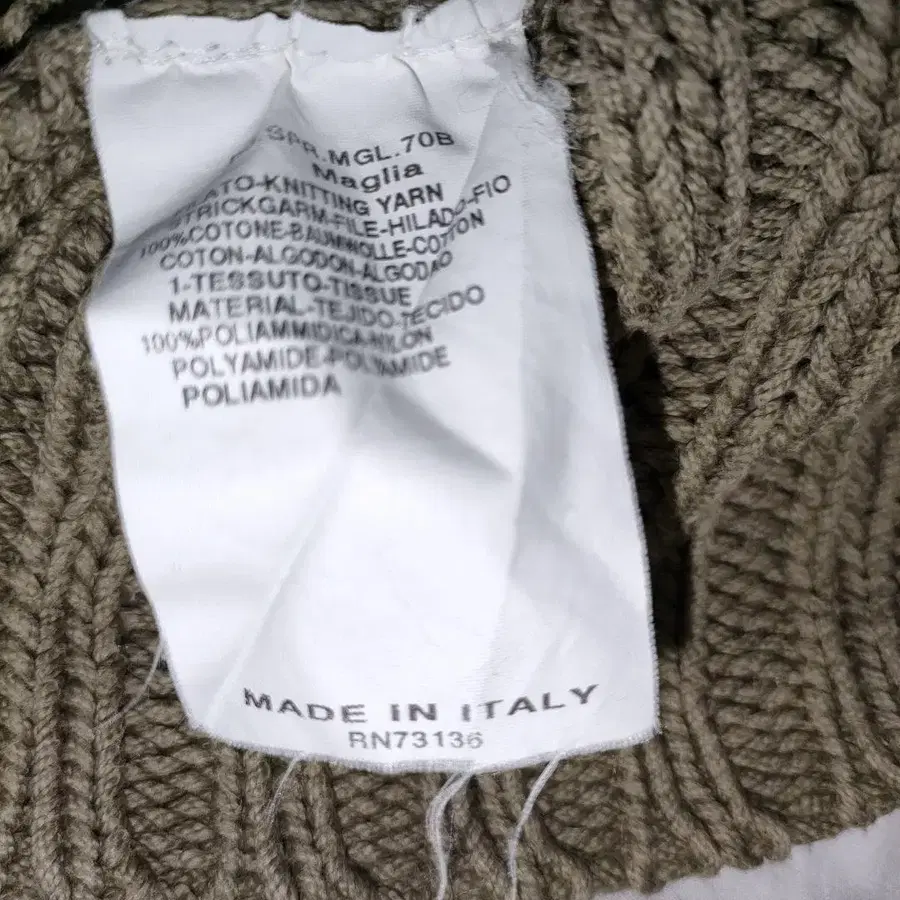 SPR.MGL.70B
Maglia
KNITTING YARN
STRICKGARM-FILE-HILADO-FIO
100%COTONE-BAUMWOLLE-COTTON
COTON-ALGODON-ALGODAO
1-TESSUTO-TISSUE
MATERIAL-TEJIDO-TECIDO
100%POLIAMMIDICA-NILON
POLYAMIDE-POLYAMIDE
POLIAMIDA
MADE IN ITALY
RN73136